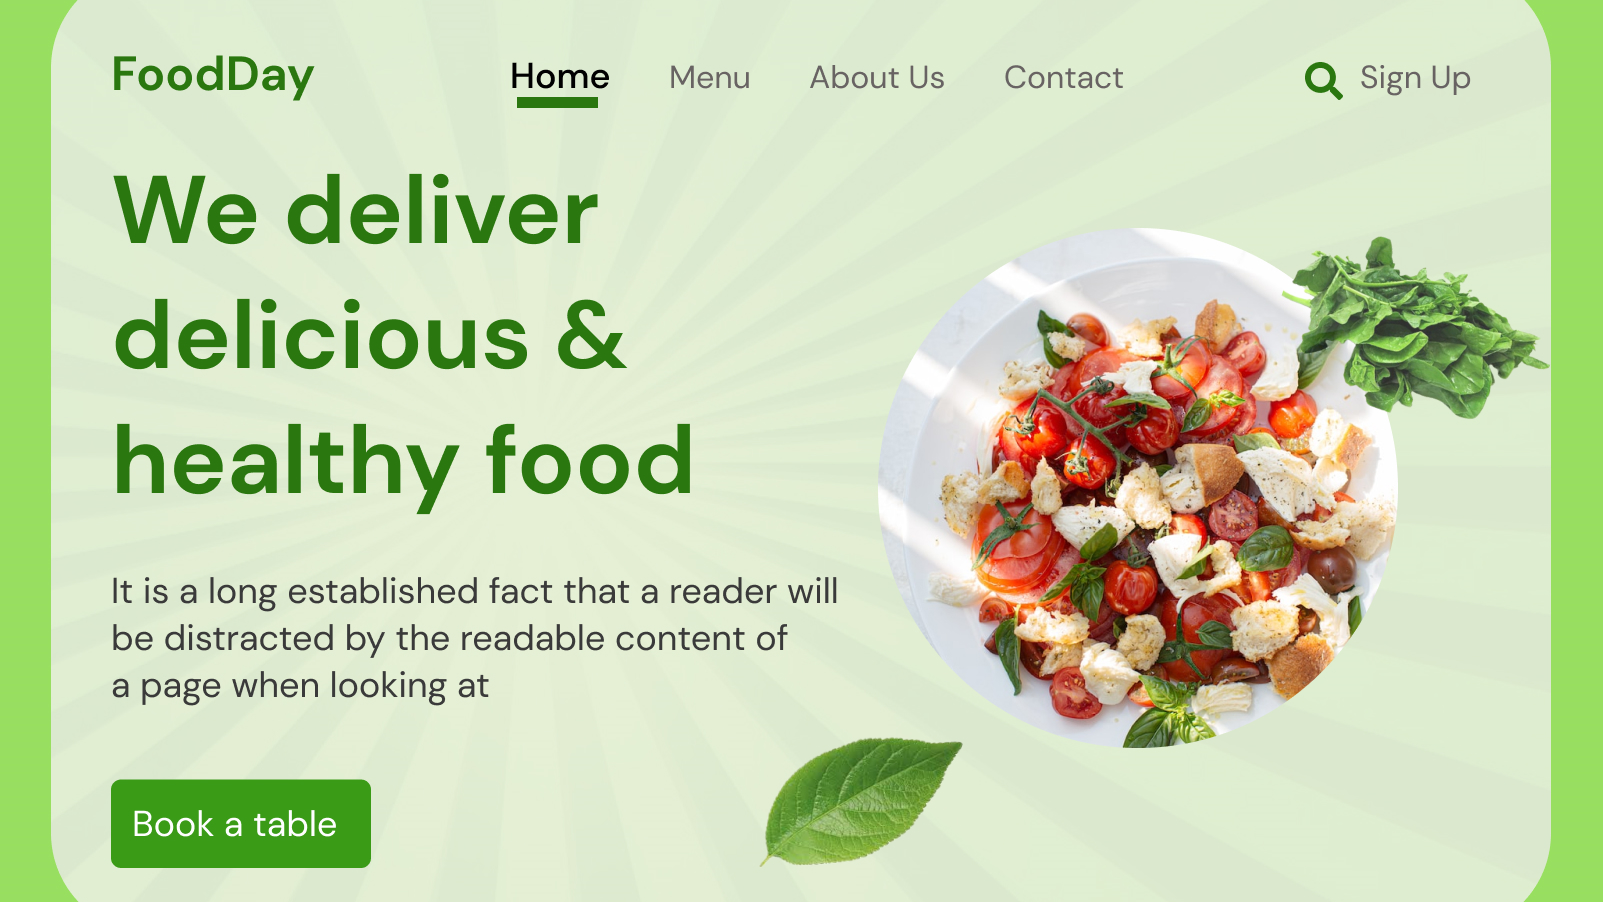 FoodDay
Home
Menu
About Us
Contact
Sign Up
We deliver
delicious &
healthy food
It is a long established fact that a reader will
be distracted by the readable content of
a page when looking at
Book a table